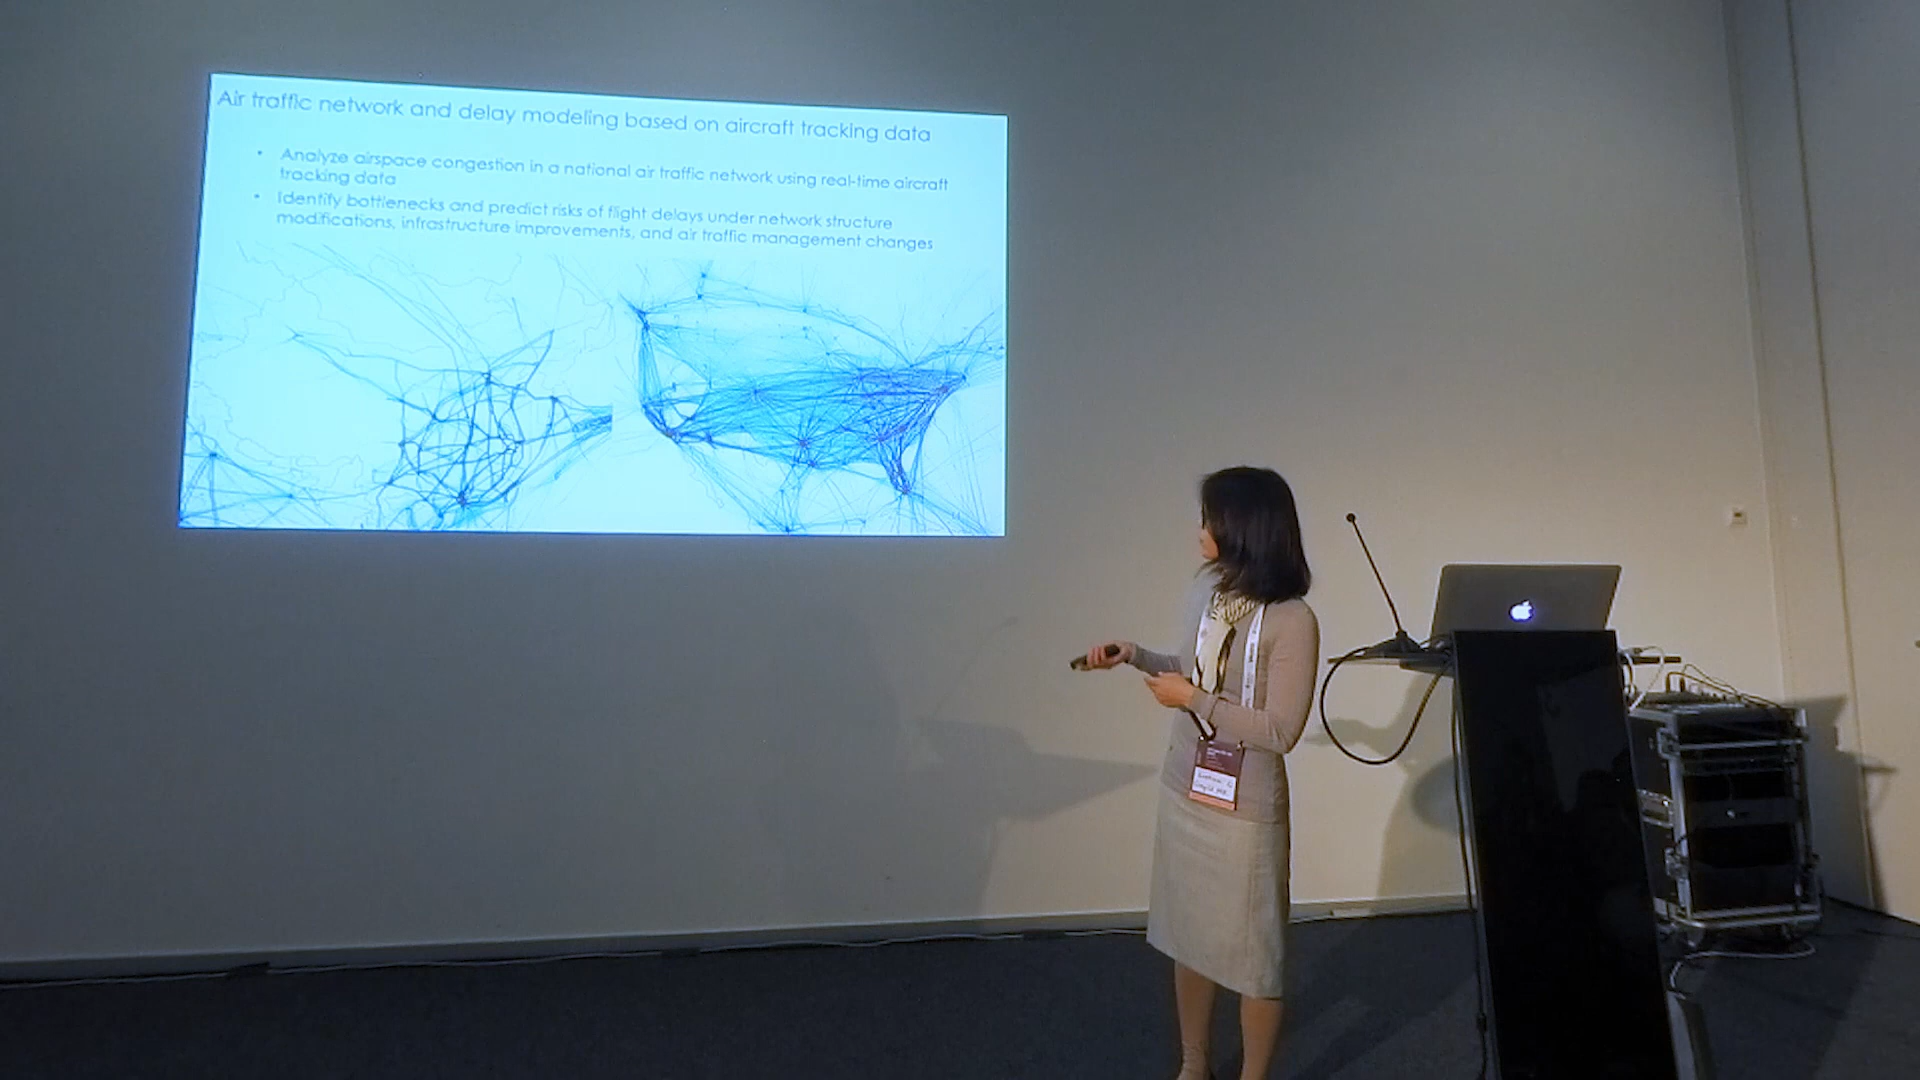 Air traffic network and delay modeling based on aircraft tracking data
• Analyze airspace congestion in a national air traffic network using real-time aircraft
tracking data
• Identify bottlenecks and predict risks of flight delays under network structure
modifications, infrastructure improvements, and air traffic management changes